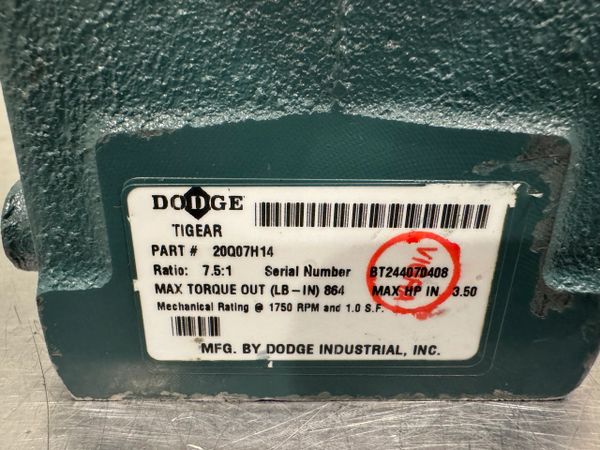 DODGE
TIGEAR
PART # 20Q07H14
Ratio: 7.5:1 Serial Number BT244070408
MAX TORQUE OUT (LB-IN) 864 MAX HP IN 3.50
Mechanical Rating @ 1750 RPM and 1.0 S.F.
MFG. BY DODGE INDUSTRIAL, INC.